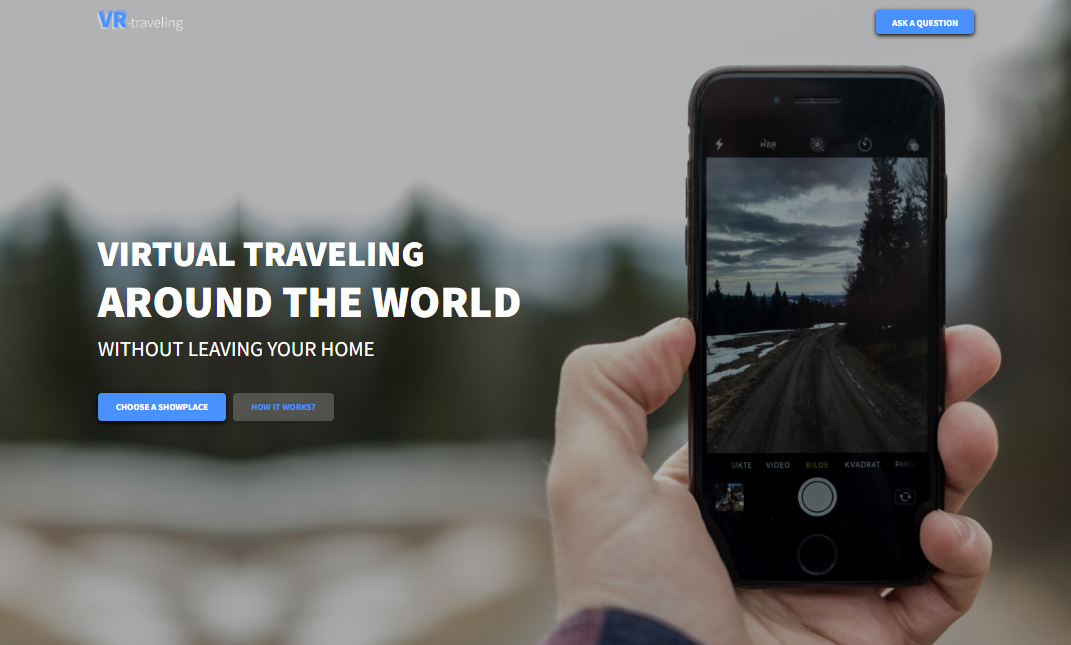 VR-traveling
ASK A QUESTION
HDR
VIRTUAL TRAVELING
AROUND THE WORLD
WITHOUT LEAVING YOUR HOME
CHOOSE A SHOWPLACE
HOW IT WORKS?
SAKTE VIDEO BILDE KVADRAT